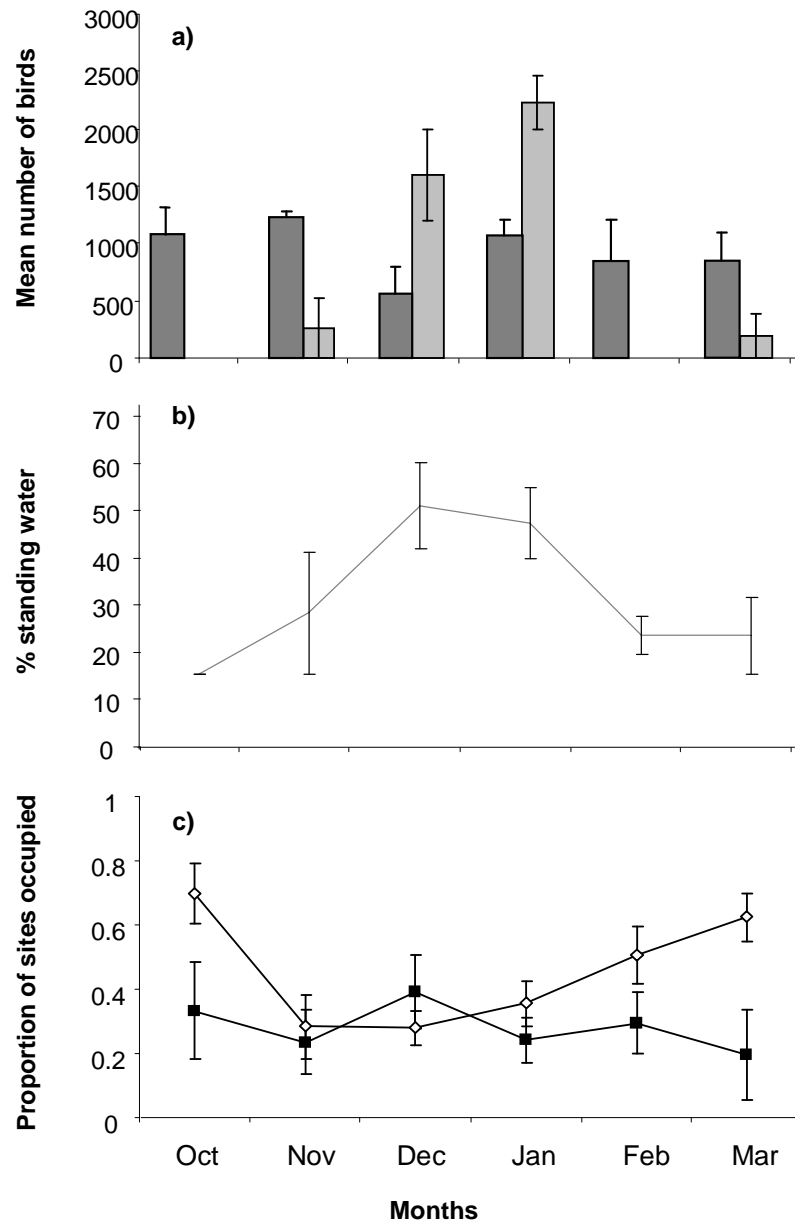 a)
Mean number of birds
3000
2500
2000
1500
1000
500
0
b)
% standing water
70
60
50
40
30
20
10
0
c)
Proportion of sites occupied
1
0.8
0.6
0.4
0.2
0
Oct Nov Dec Jan Feb Mar
Months